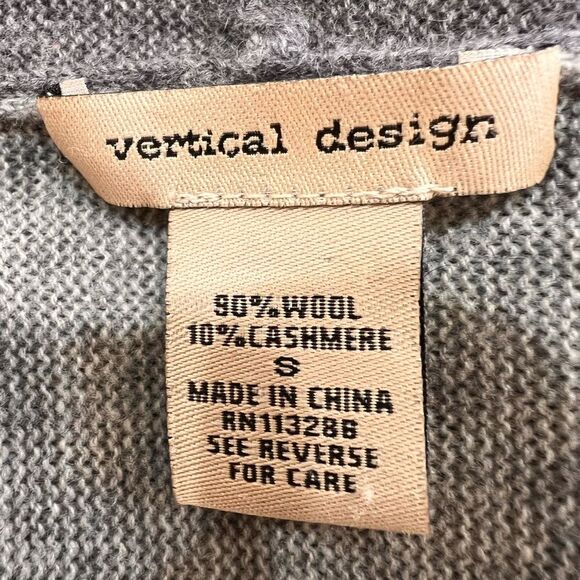 vertical design
90%WOOL
10%CASHMERE
S
MADE IN CHINA
RN113286
SEE REVERSE
FOR CARE